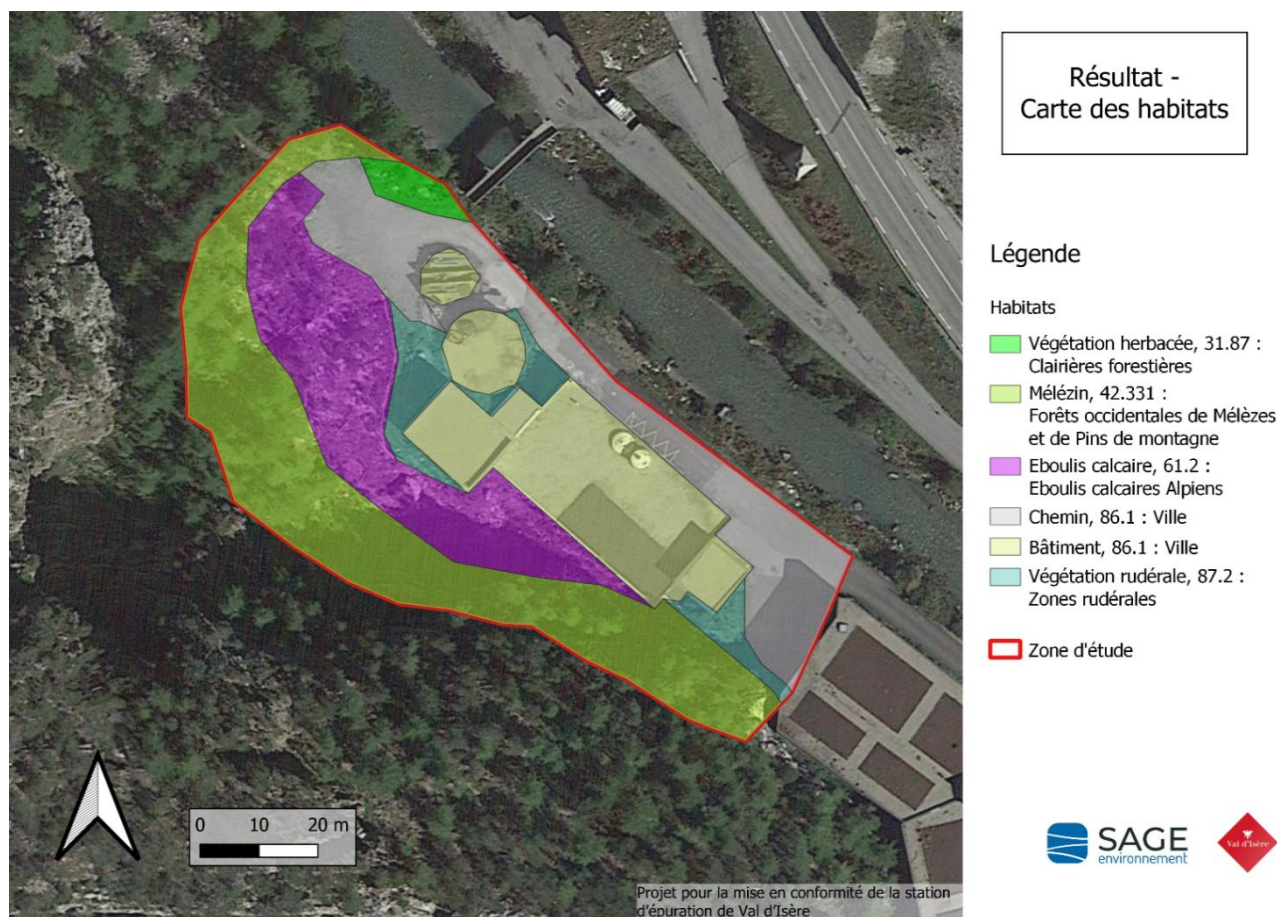 Résultat -
Carte des habitats
Légende
Habitats
Végétation herbacée, 31.87 :
Clairières forestières
Mélézin, 42.331 :
Forêts occidentales de Mélèzes
et de Pins de montagne
Eboulis calcaire, 61.2 :
Eboulis calcaires Alpiens
Chemin, 86.1 : Ville
Bâtiment, 86.1 : Ville
Végétation rudérale, 87.2 :
Zones rudérales
Zone d'étude
0 10 20 m
SAGE
environnement
Val d'Isère
Projet pour la mise en conformité de la station
d'épuration de Val d'Isère